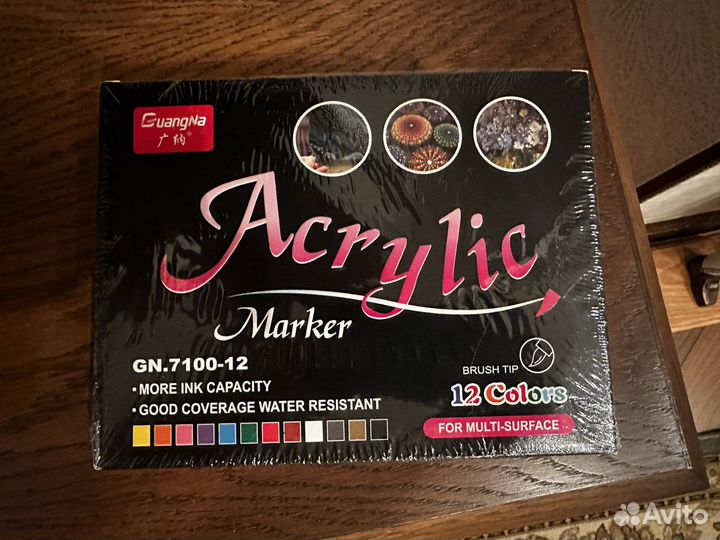 GuangNa
广纳®
Acrylic
Marker
GN.7100-12
• MORE INK CAPACITY
• GOOD COVERAGE WATER RESISTANT
BRUSH TIP
12 Colors
FOR MULTI-SURFACE
Avito